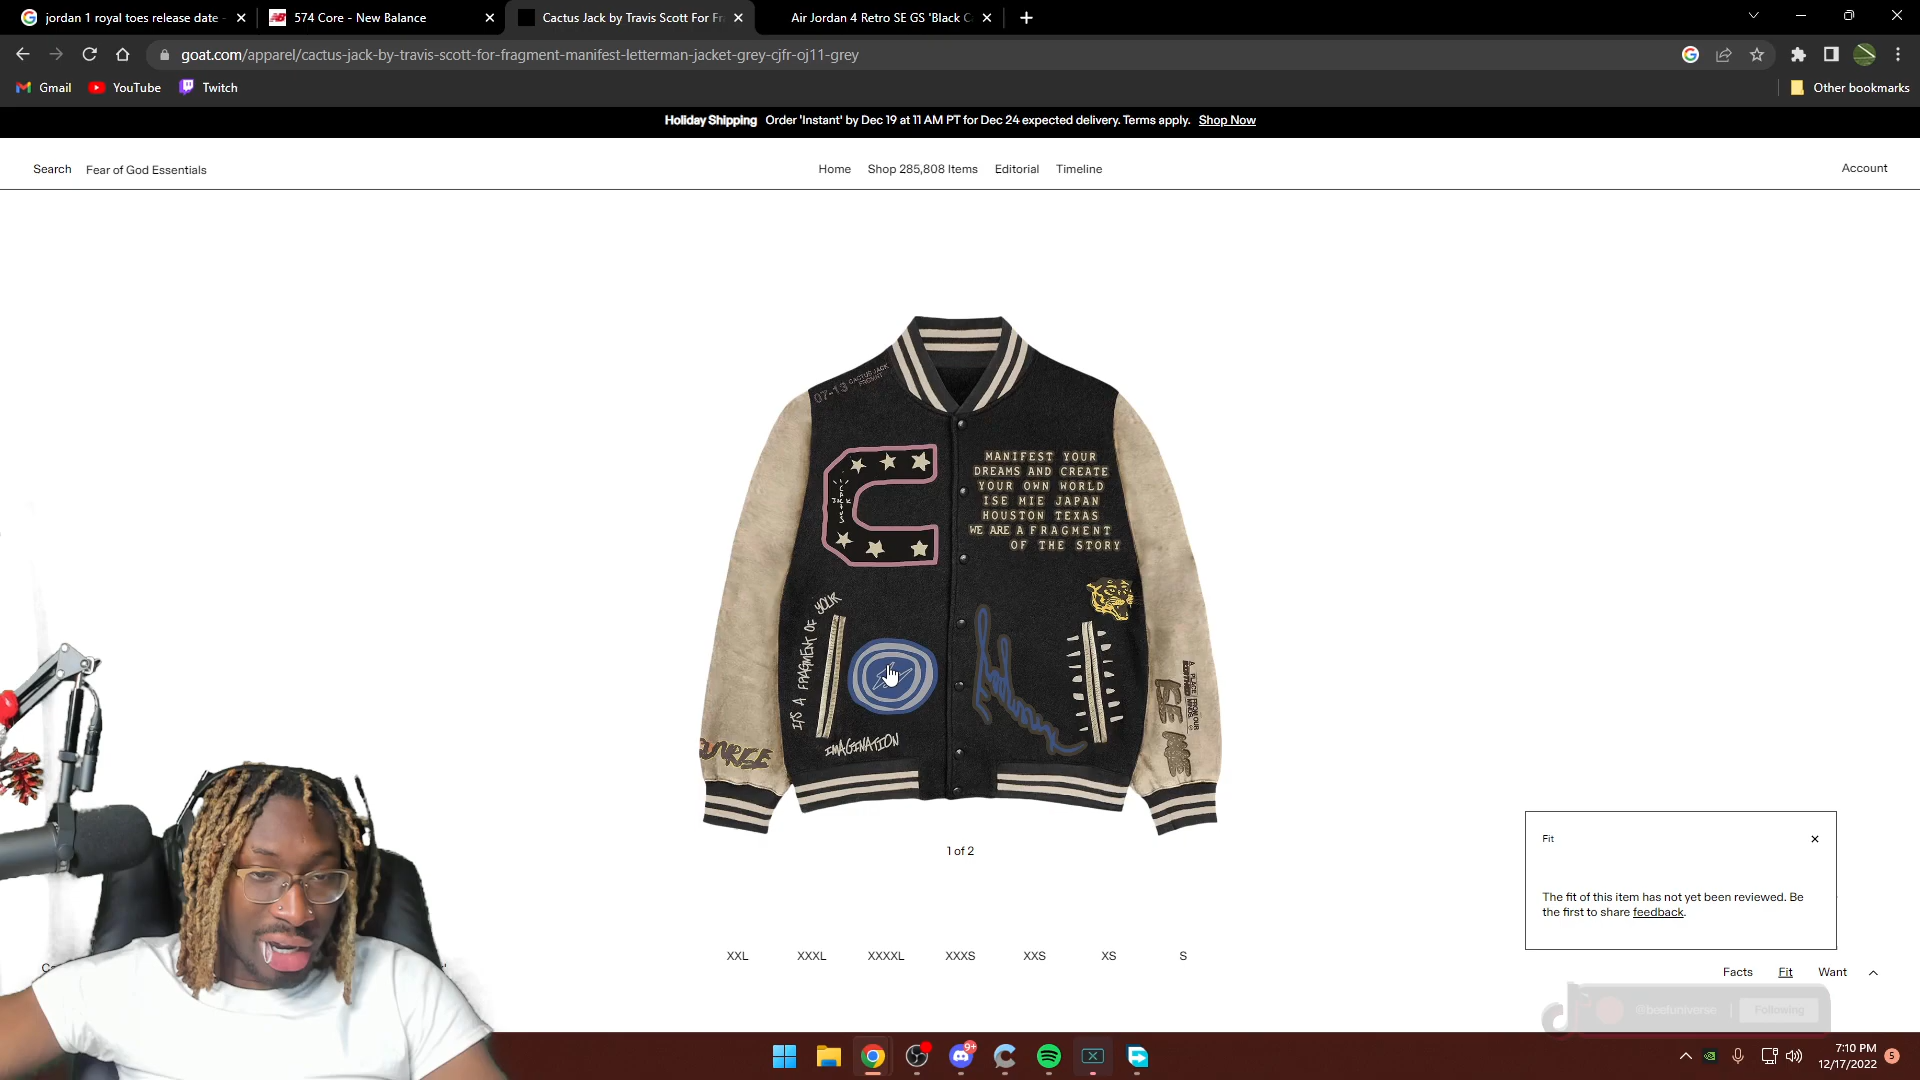 jordan 1 royal toes release date
574 Core - New Balance
Cactus Jack by Travis Scott For Fr
Air Jordan 4 Retro SE GS 'Black C
goat.com/apparel/cactus-jack-by-travis-scott-for-fragment-manifest-letterman-jacket-grey-cjfr-oj11-grey
Gmail YouTube Twitch Other bookmarks
Holiday Shipping Order 'Instant' by Dec 19 at 11 AM PT for Dec 24 expected delivery. Terms apply. Shop Now
Search Fear of God Essentials Home Shop 285,808 Items Editorial Timeline Account
07-13 CACTUS JACK
CACTUS
JACK
MANIFEST YOUR
DREAMS AND CREATE
YOUR OWN WORLD
ISE MIE JAPAN
HOUSTON TEXAS
WE ARE A FRAGMENT
OF THE STORY
IT'S A FRAGMENT OF YOUR
IMAGINATION
1 of 2
Fit
The fit of this item has not yet been reviewed. Be
the first to share feedback.
XXL XXXL XXXXL XXXS XXS XS S
Facts Fit Want
@beefuniverse Following
9+
7:10 PM
12/17/2022
5